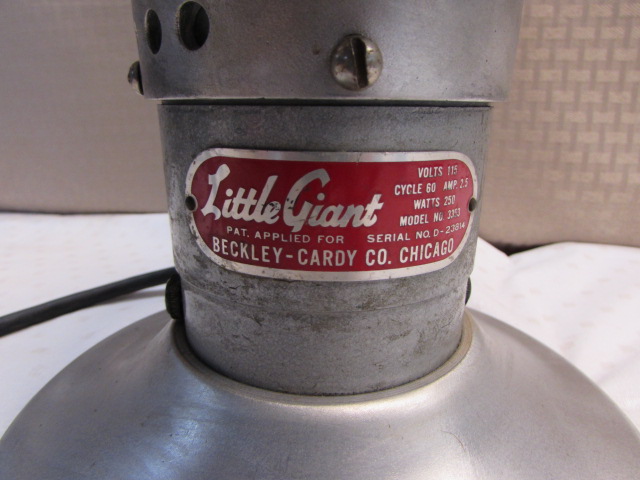 Little Giant
VOLTS 115
CYCLE 60 AMP. 2.5
WATTS 250
MODEL NO.
PAT. APPLIED FOR SERIAL NO. D-23814
BECKLEY-CARDY CO. CHICAGO